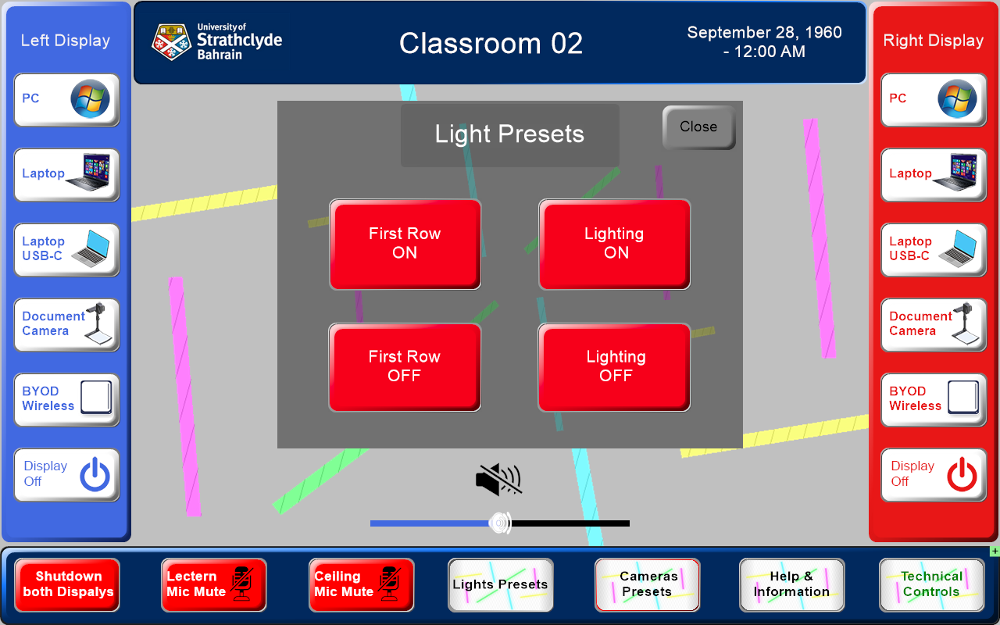 Left Display
PC
Laptop
Laptop
USB-C
Document
Camera
BYOD
Wireless
Display
Off
University of
Strathclyde
Bahrain
Classroom 02
September 28, 1960
- 12:00 AM
Light Presets
Close
First Row
ON
Lighting
ON
First Row
OFF
Lighting
OFF
Right Display
PC
Laptop
Laptop
USB-C
Document
Camera
BYOD
Wireless
Display
Off
Shutdown
both Dispalys
Lectern
Mic Mute
Ceiling
Mic Mute
Lights Presets
Cameras
Presets
Help &
Information
Technical
Controls
+